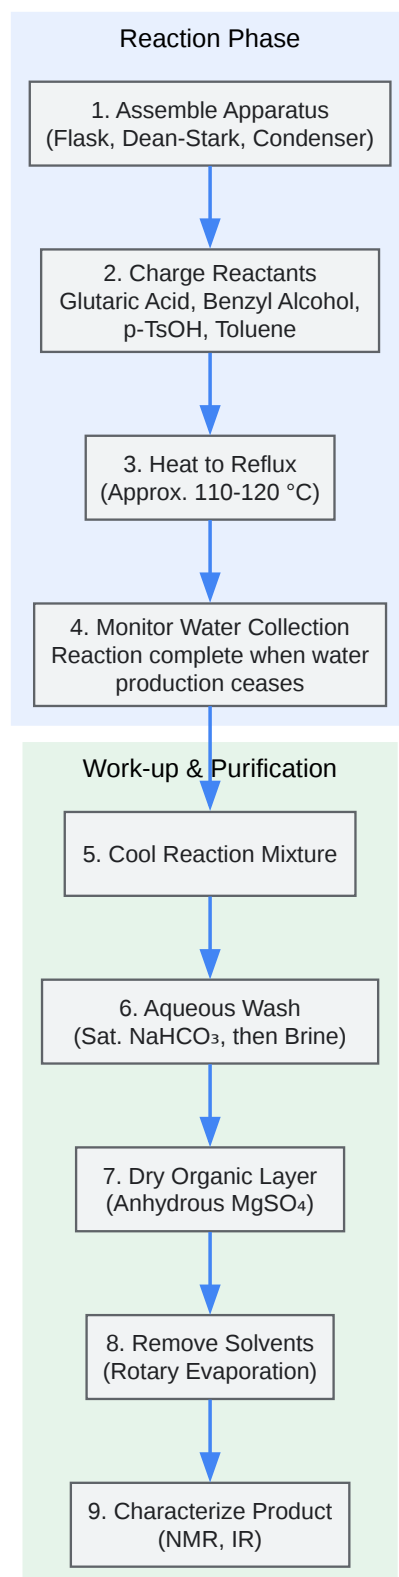 Reaction Phase
1. Assemble Apparatus
(Flask, Dean-Stark, Condenser)
2. Charge Reactants
Glutaric Acid, Benzyl Alcohol,
p-TsOH, Toluene
3. Heat to Reflux
(Approx. 110-120 °C)
4. Monitor Water Collection
Reaction complete when water
production ceases
Work-up & Purification
5. Cool Reaction Mixture
6. Aqueous Wash
(Sat. NaHCO₃, then Brine)
7. Dry Organic Layer
(Anhydrous MgSO₄)
8. Remove Solvents
(Rotary Evaporation)
9. Characterize Product
(NMR, IR)